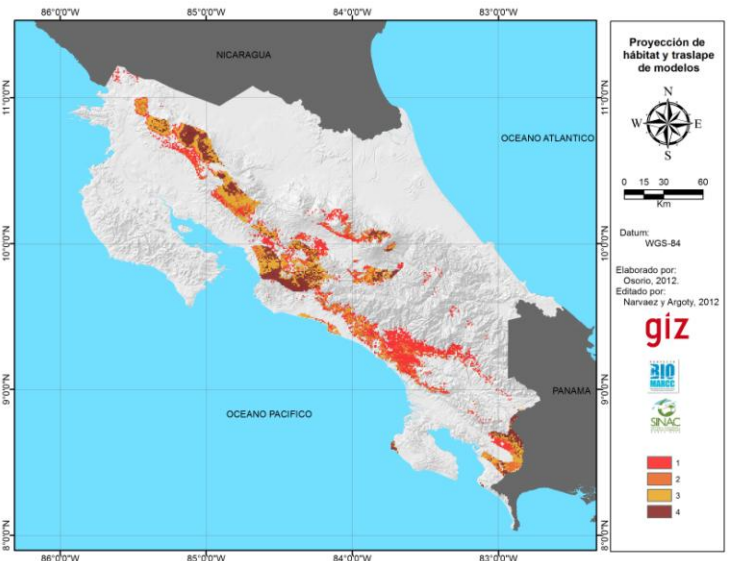 86°0'0"W
85°0'0"W
84°0'0"W
83°0'0"W
11°0'0"N
10°0'0"N
9°0'0"N
8°0'0"N
NICARAGUA
OCEANO ATLANTICO
PANAMA
OCEANO PACIFICO
11°0'0"N
10°0'0"N
9°0'0"N
8°0'0"N
86°0'0"W
85°0'0"W
84°0'0"W
83°0'0"W
Proyección de
hábitat y traslape
de modelos
N
W
E
S
0 15 30 60
Km
Datum:
WGS-84
Elaborado por:
Osorio, 2012.
Editado por:
Narvaez y Argoty, 2012
giz
BIO
MARCC
SINAC
1
2
3
4